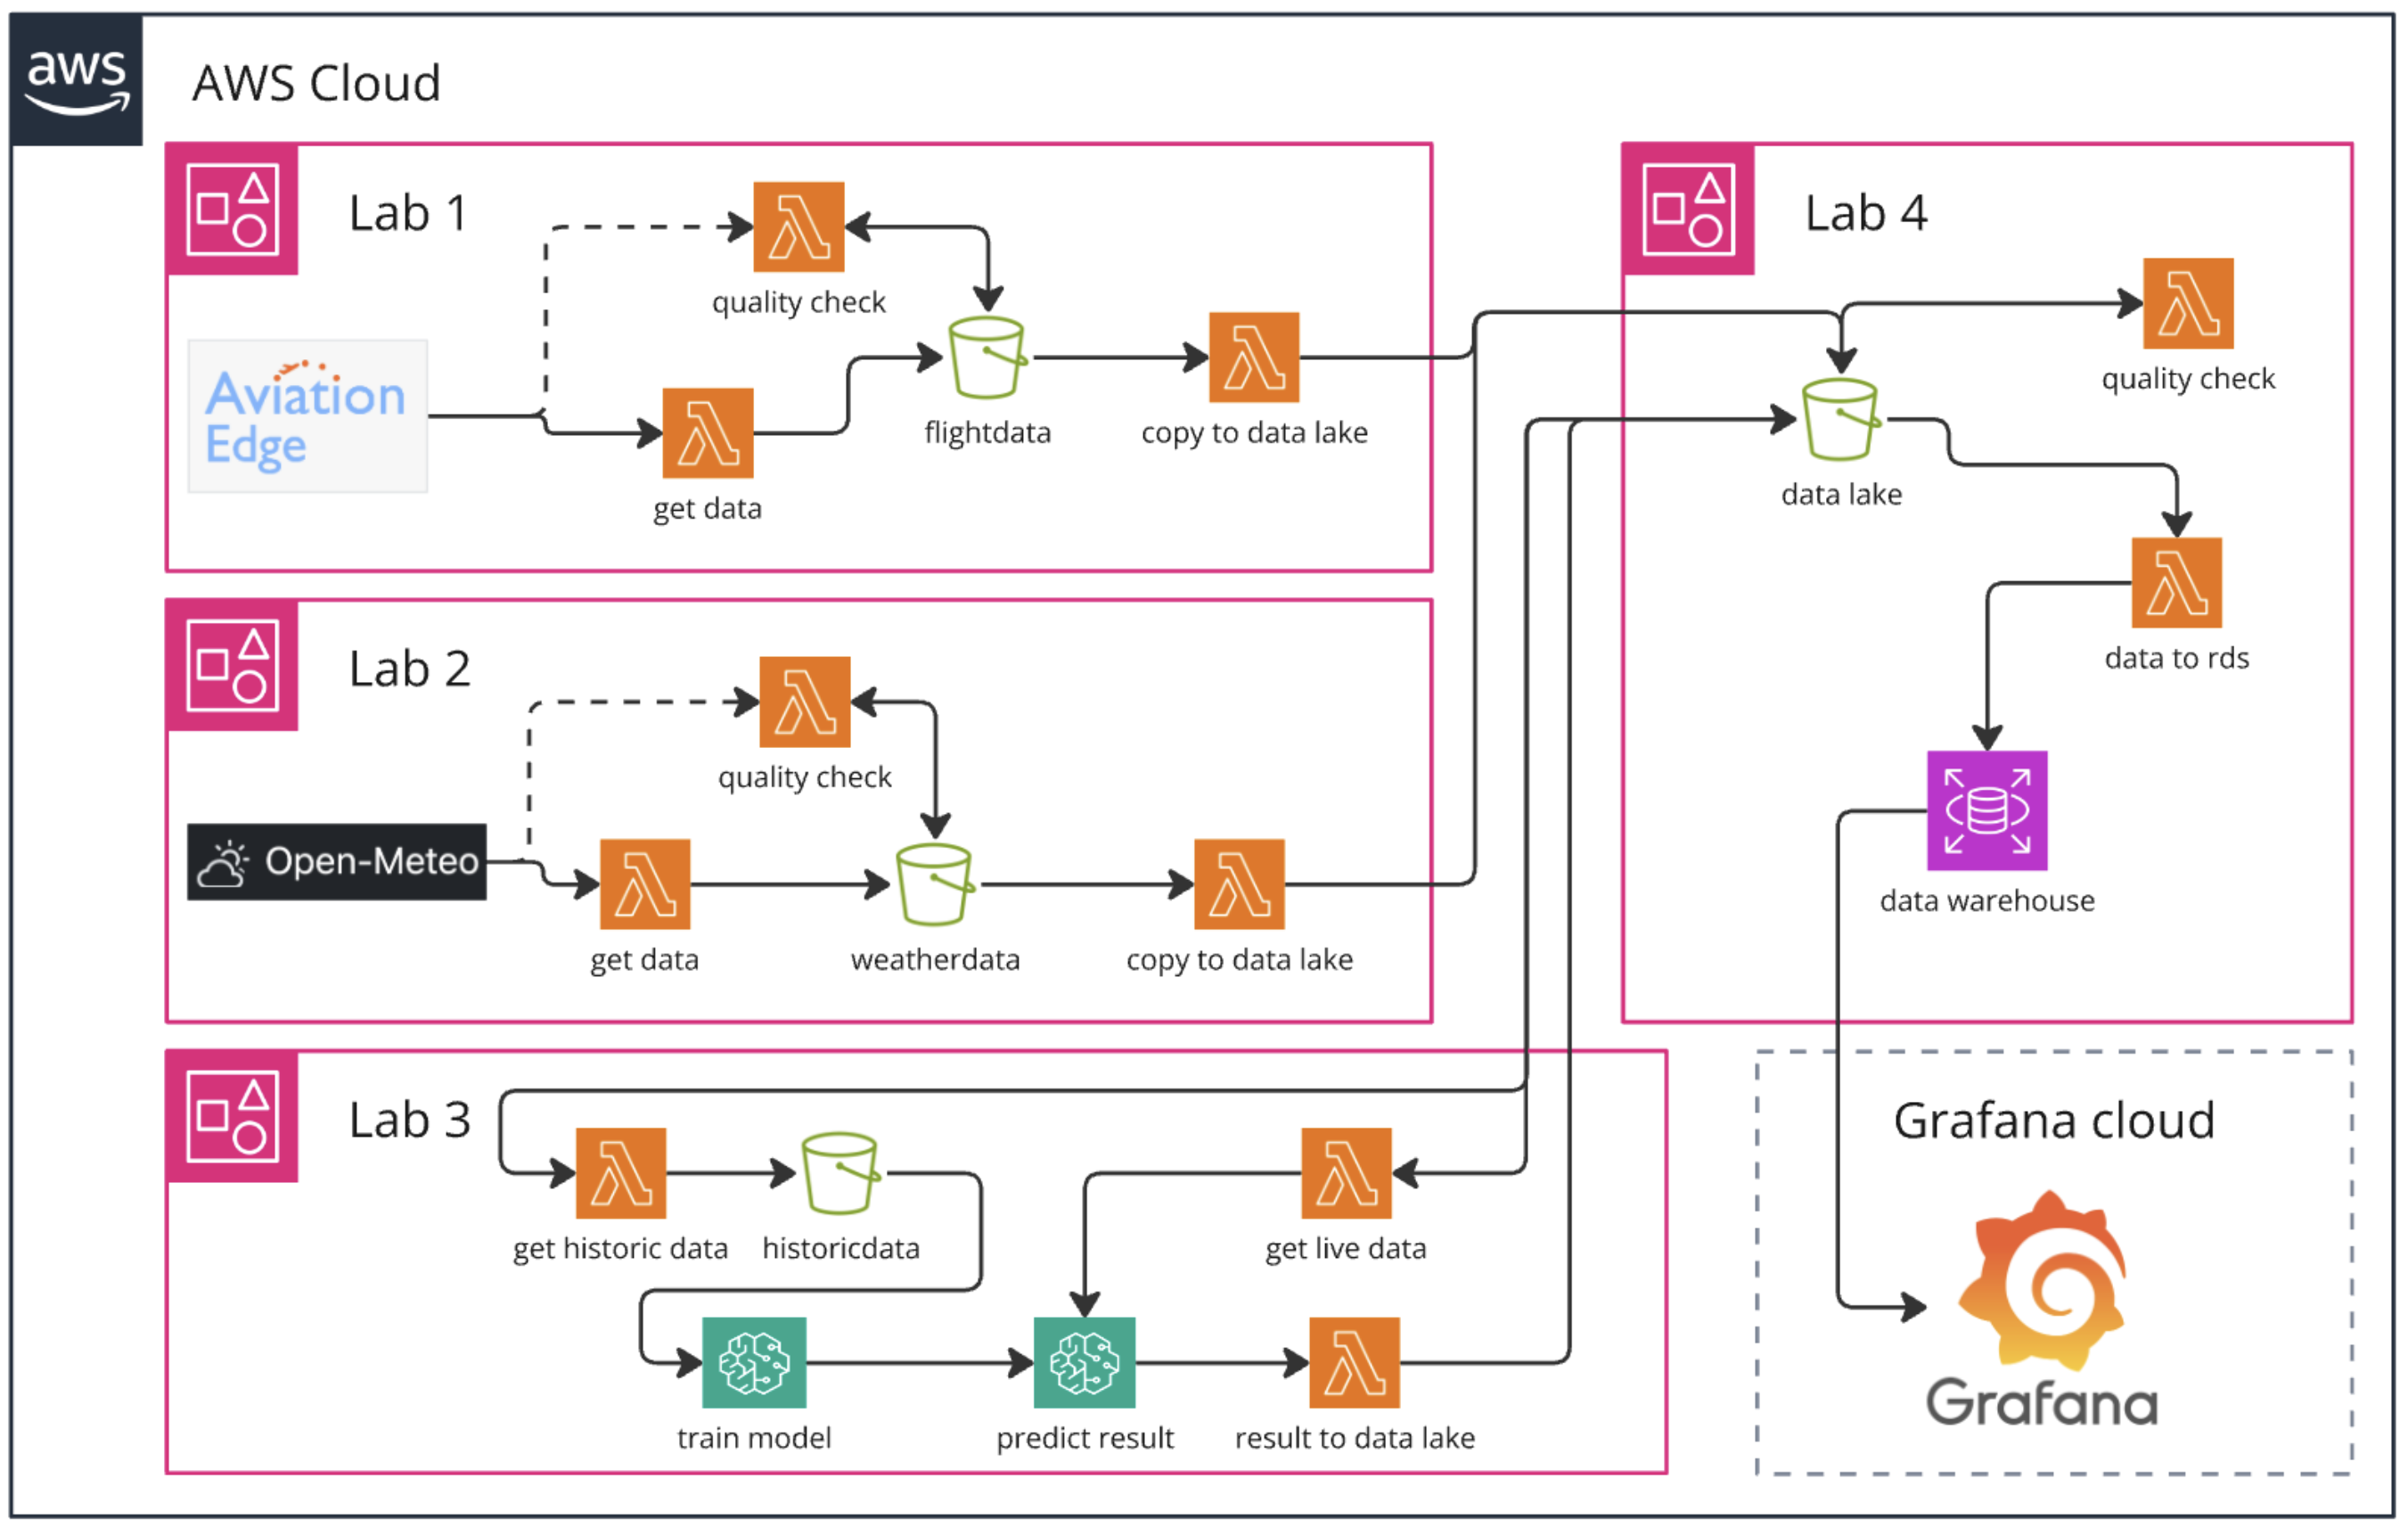 aws
AWS Cloud
Lab 1
quality check
Aviation
Edge
flightdata
copy to data lake
get data
Lab 2
quality check
Open-Meteo
get data
weatherdata
copy to data lake
Lab 3
get historic data
historicdata
get live data
train model
predict result
result to data lake
Lab 4
quality check
data lake
data to rds
data warehouse
Grafana cloud
Grafana